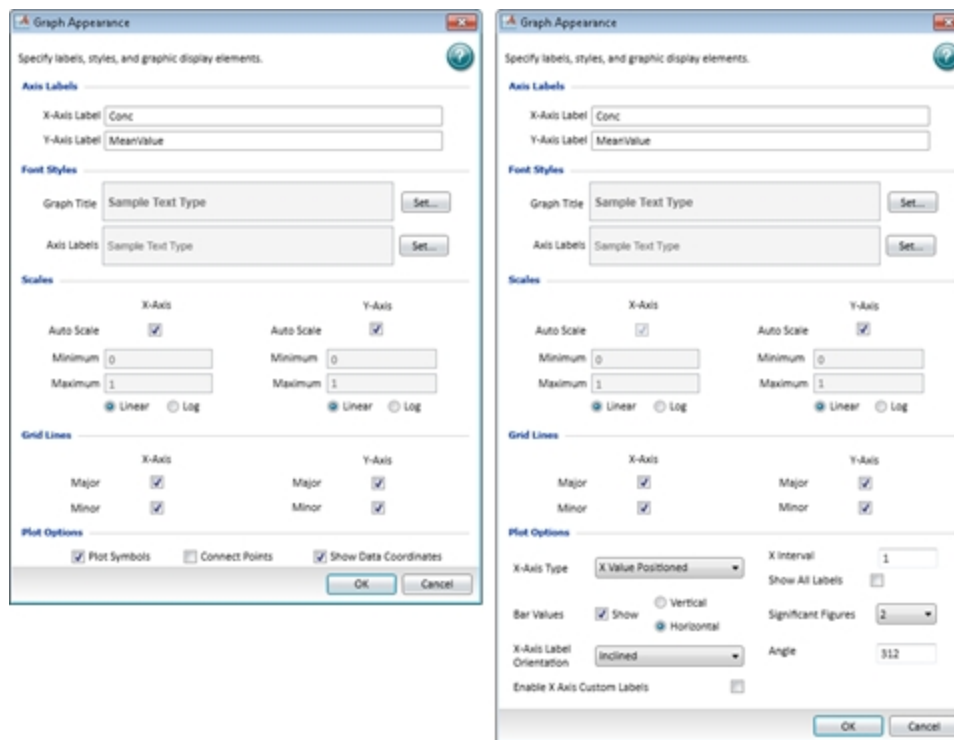 Graph Appearance
Specify labels, styles, and graphic display elements.
Axis Labels
X-Axis Label Conc
Y-Axis Label MeanValue
Font Styles
Graph Title Sample Text Type Set...
Axis Labels Sample Text Type Set...
Scales
X-Axis Y-Axis
Auto Scale Auto Scale
Minimum 0 Minimum 0
Maximum 1 Maximum 1
Linear Log Linear Log
Grid Lines
X-Axis Y-Axis
Major Major
Minor Minor
Plot Options
Plot Symbols Connect Points Show Data Coordinates
OK Cancel
Graph Appearance
Specify labels, styles, and graphic display elements.
Axis Labels
X-Axis Label Conc
Y-Axis Label MeanValue
Font Styles
Graph Title Sample Text Type Set...
Axis Labels Sample Text Type Set...
Scales
X-Axis Y-Axis
Auto Scale Auto Scale
Minimum 0 Minimum 0
Maximum 1 Maximum 1
Linear Log Linear Log
Grid Lines
X-Axis Y-Axis
Major Major
Minor Minor
Plot Options
X-Axis Type X Value Positioned X Interval 1
Show All Labels
Bar Values Show Vertical Horizontal Significant Figures 2
X-Axis Label Orientation Inclined Angle 312
Enable X Axis Custom Labels
OK Cancel